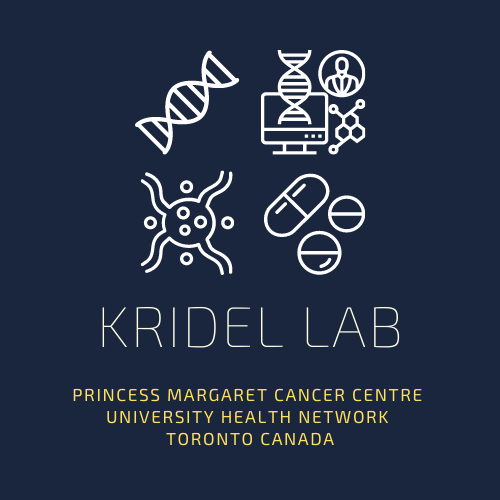 KRIDEL LAB
PRINCESS MARGARET CANCER CENTRE
UNIVERSITY HEALTH NETWORK
TORONTO CANADA